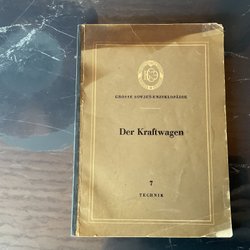 GROSSE SOWJET-ENZYKLOPÄDIE
Der Kraftwagen
7
TECHNIK